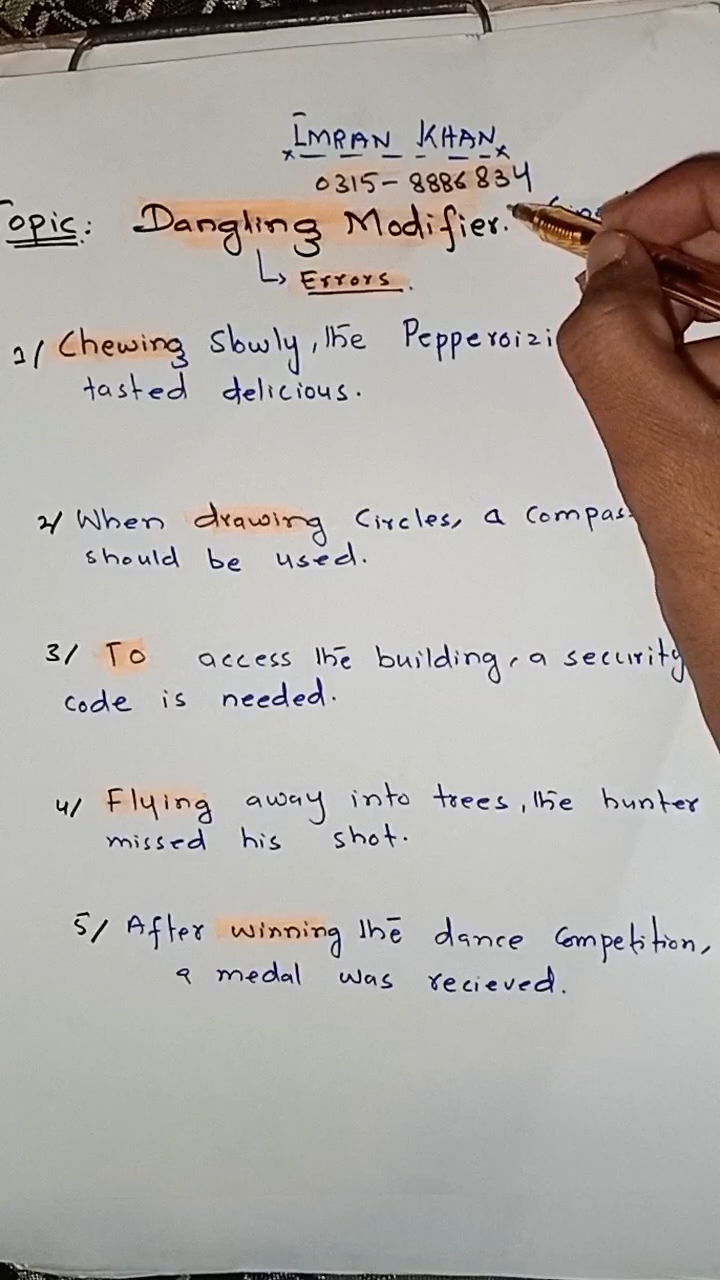 IMRAN KHAN
0315-8886834
Topic: Dangling Modifier.
↳ Errors.
1/ Chewing slowly, the
tasted delicious.
2/ When drawing Circles, a
should be used.
3/ To access the building, a security
code is needed.
4/ Flying away into trees, the hunter
missed his shot.
5/ After winning the dance Competition,
a medal was recieved.